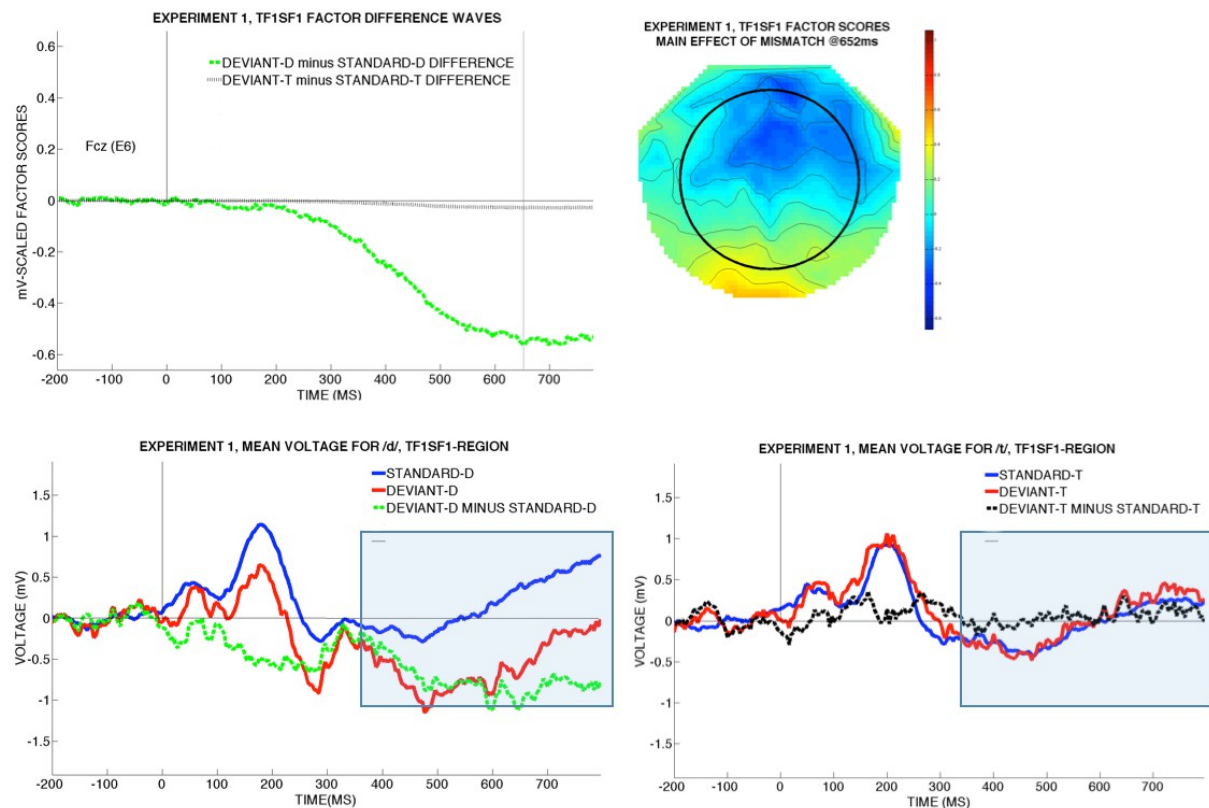 EXPERIMENT 1, TF1SF1 FACTOR DIFFERENCE WAVES
0.6
0.4
0.2
0
-0.2
-0.4
-0.6
mV-SCALED FACTOR SCORES
DEVIANT-D minus STANDARD-D DIFFERENCE
DEVIANT-T minus STANDARD-T DIFFERENCE
Fcz (E6)
-200 -100 0 100 200 300 400 500 600 700
TIME (MS)
EXPERIMENT 1, TF1SF1 FACTOR SCORES
MAIN EFFECT OF MISMATCH @652ms
EXPERIMENT 1, MEAN VOLTAGE FOR /d/, TF1SF1-REGION
1.5
1
0.5
0
-0.5
-1
-1.5
VOLTAGE (mV)
STANDARD-D
DEVIANT-D
DEVIANT-D MINUS STANDARD-D
-200 -100 0 100 200 300 400 500 600 700
TIME(MS)
EXPERIMENT 1, MEAN VOLTAGE FOR /t/, TF1SF1-REGION
1.5
1
0.5
0
-0.5
-1
-1.5
VOLTAGE (mV)
STANDARD-T
DEVIANT-T
DEVIANT-T MINUS STANDARD-T
-200 -100 0 100 200 300 400 500 600 700
TIME(MS)